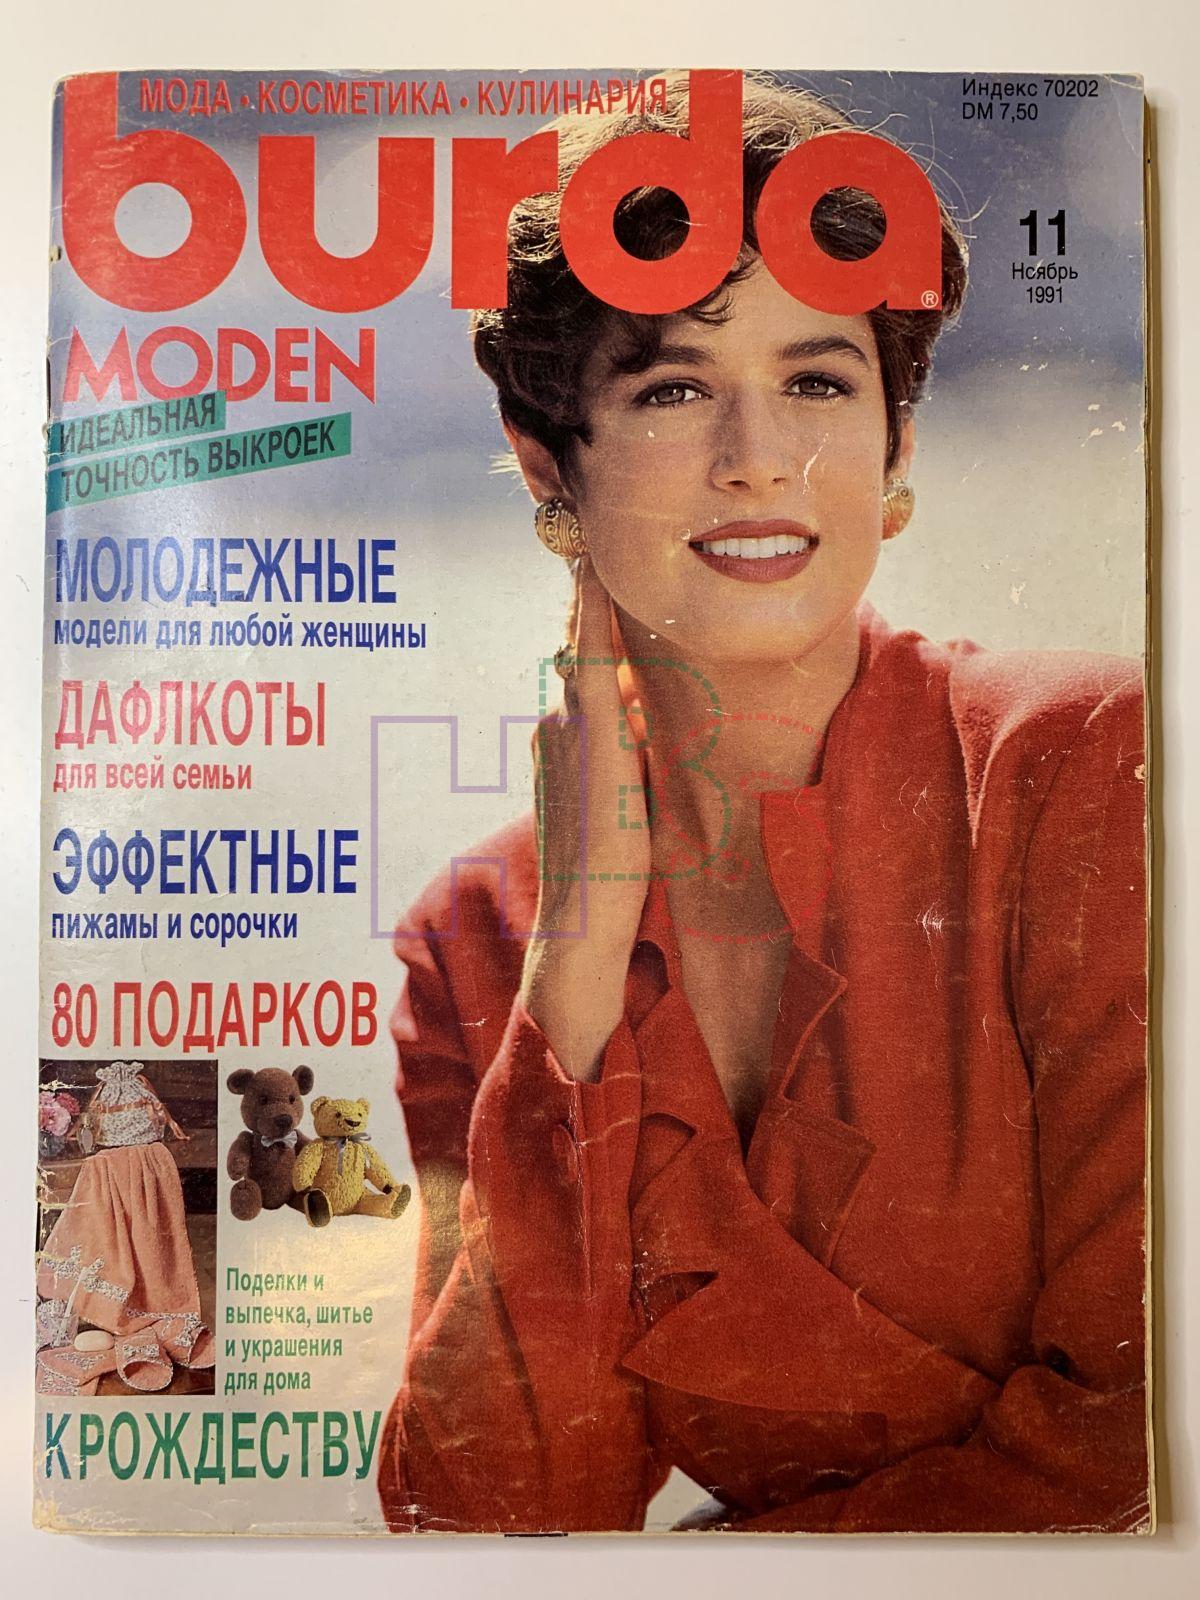 МОДА • КОСМЕТИКА • КУЛИНАРИЯ
Индекс 70202
DM 7,50
burda
®
11
Ноябрь
1991
MODEN
ИДЕАЛЬНАЯ
ТОЧНОСТЬ ВЫКРОЕК
МОЛОДЕЖНЫЕ
модели для любой женщины
ДАФЛКОТЫ
для всей семьи
ЭФФЕКТНЫЕ
пижамы и сорочки
80 ПОДАРКОВ
Поделки и
выпечка, шитье
и украшения
для дома
К РОЖДЕСТВУ